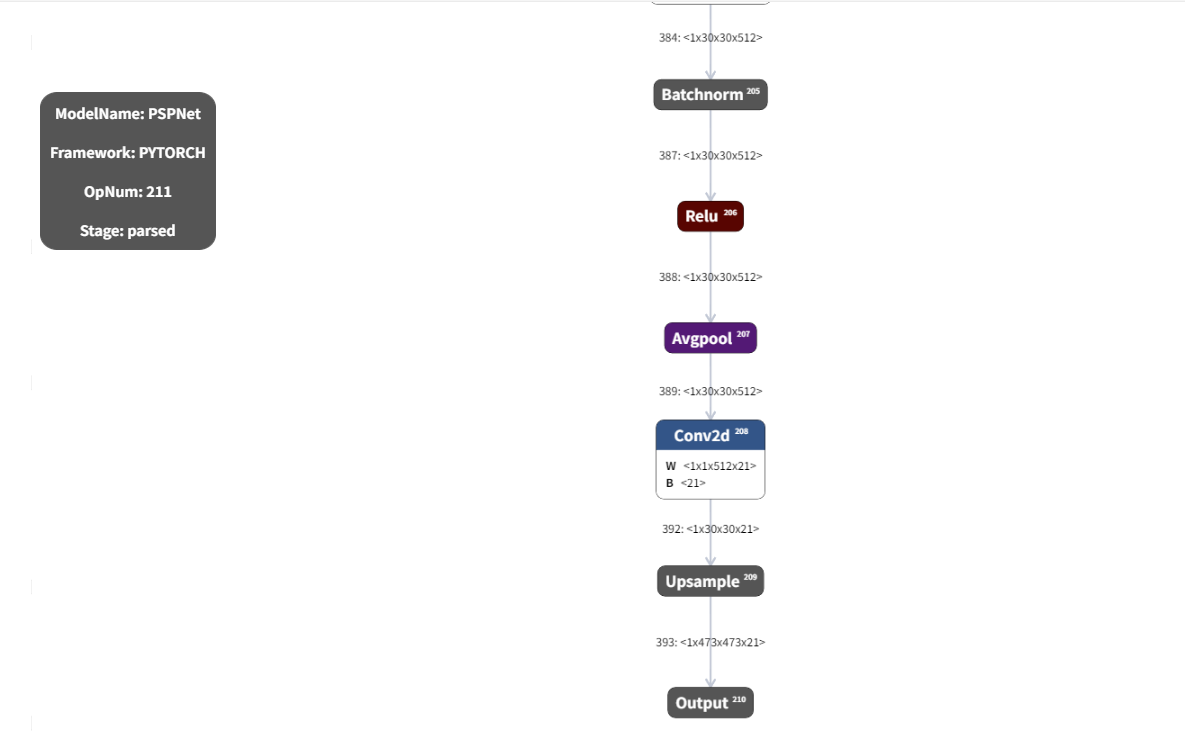 ModelName: PSPNet
Framework: PYTORCH
OpNum: 211
Stage: parsed
384: <1x30x30x512>
Batchnorm 205
387: <1x30x30x512>
Relu 206
388: <1x30x30x512>
Avgpool 207
389: <1x30x30x512>
Conv2d 208
W <1x1x512x21>
B <21>
392: <1x30x30x21>
Upsample 209
393: <1x473x473x21>
Output 210